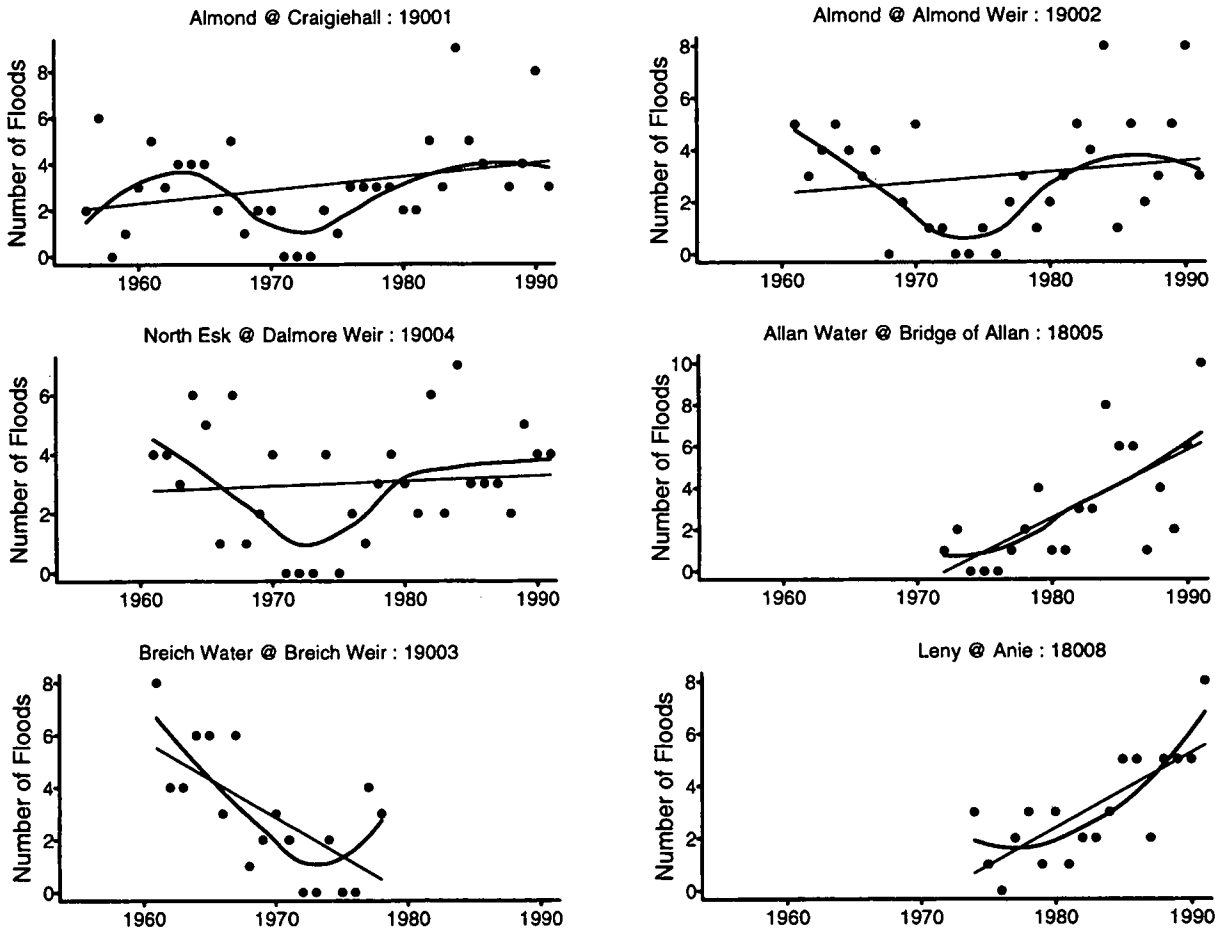 Almond @ Craigiehall : 19001
Number of Floods
8
6
4
2
0
1960 1970 1980 1990
Almond @ Almond Weir : 19002
Number of Floods
8
6
4
2
0
1960 1970 1980 1990
North Esk @ Dalmore Weir : 19004
Number of Floods
6
4
2
0
1960 1970 1980 1990
Allan Water @ Bridge of Allan : 18005
Number of Floods
10
8
6
4
2
0
1960 1970 1980 1990
Breich Water @ Breich Weir : 19003
Number of Floods
8
6
4
2
0
1960 1970 1980 1990
Leny @ Anie : 18008
Number of Floods
8
6
4
2
0
1960 1970 1980 1990